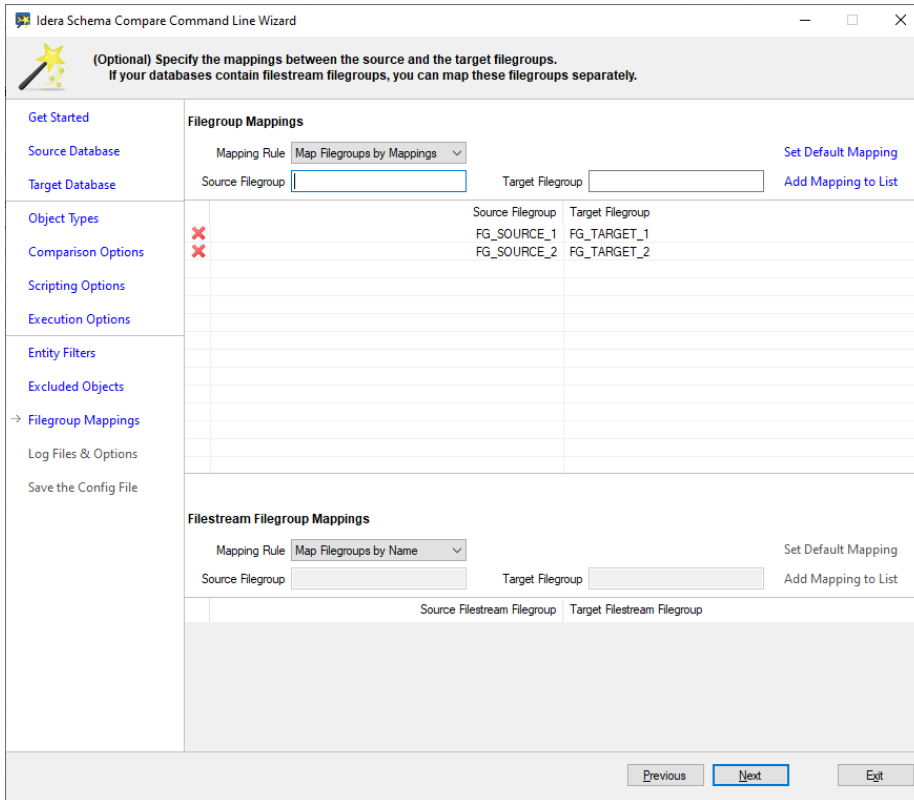 Idera Schema Compare Command Line Wizard
(Optional) Specify the mappings between the source and the target filegroups.
If your databases contain filestream filegroups, you can map these filegroups separately.
Get Started
Source Database
Target Database
Object Types
Comparison Options
Scripting Options
Execution Options
Entity Filters
Excluded Objects
Filegroup Mappings
Log Files & Options
Save the Config File
Filegroup Mappings
Mapping Rule Map Filegroups by Mappings Set Default Mapping
Source Filegroup Target Filegroup Add Mapping to List
Source Filegroup Target Filegroup
FG_SOURCE_1 FG_TARGET_1
FG_SOURCE_2 FG_TARGET_2
Filestream Filegroup Mappings
Mapping Rule Map Filegroups by Name Set Default Mapping
Source Filegroup Target Filegroup Add Mapping to List
Source Filestream Filegroup Target Filestream Filegroup
Previous Next Exit